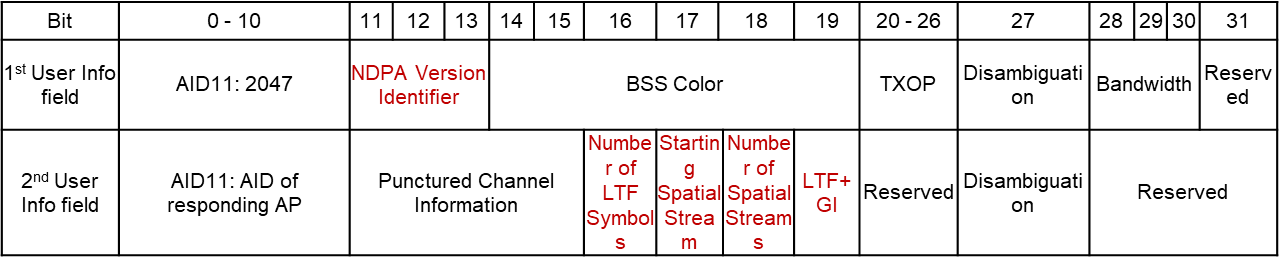 Bit 0 - 10 11 12 13 14 15 16 17 18 19 20 - 26 27 28 29 30 31
1st User Info
field
AID11: 2047
NDPA Version
Identifier
BSS Color
TXOP
Disambiguati
on
Bandwidth
Reserv
ed
2nd User
Info field
AID11: AID of
responding AP
Punctured Channel
Information
Numbe
r of
LTF
Symbol
s
Startin
g
Spatial
Strea
m
Numbe
r of
Spatial
Stream
s
LTF+
GI
Reserved
Disambiguati
on
Reserved